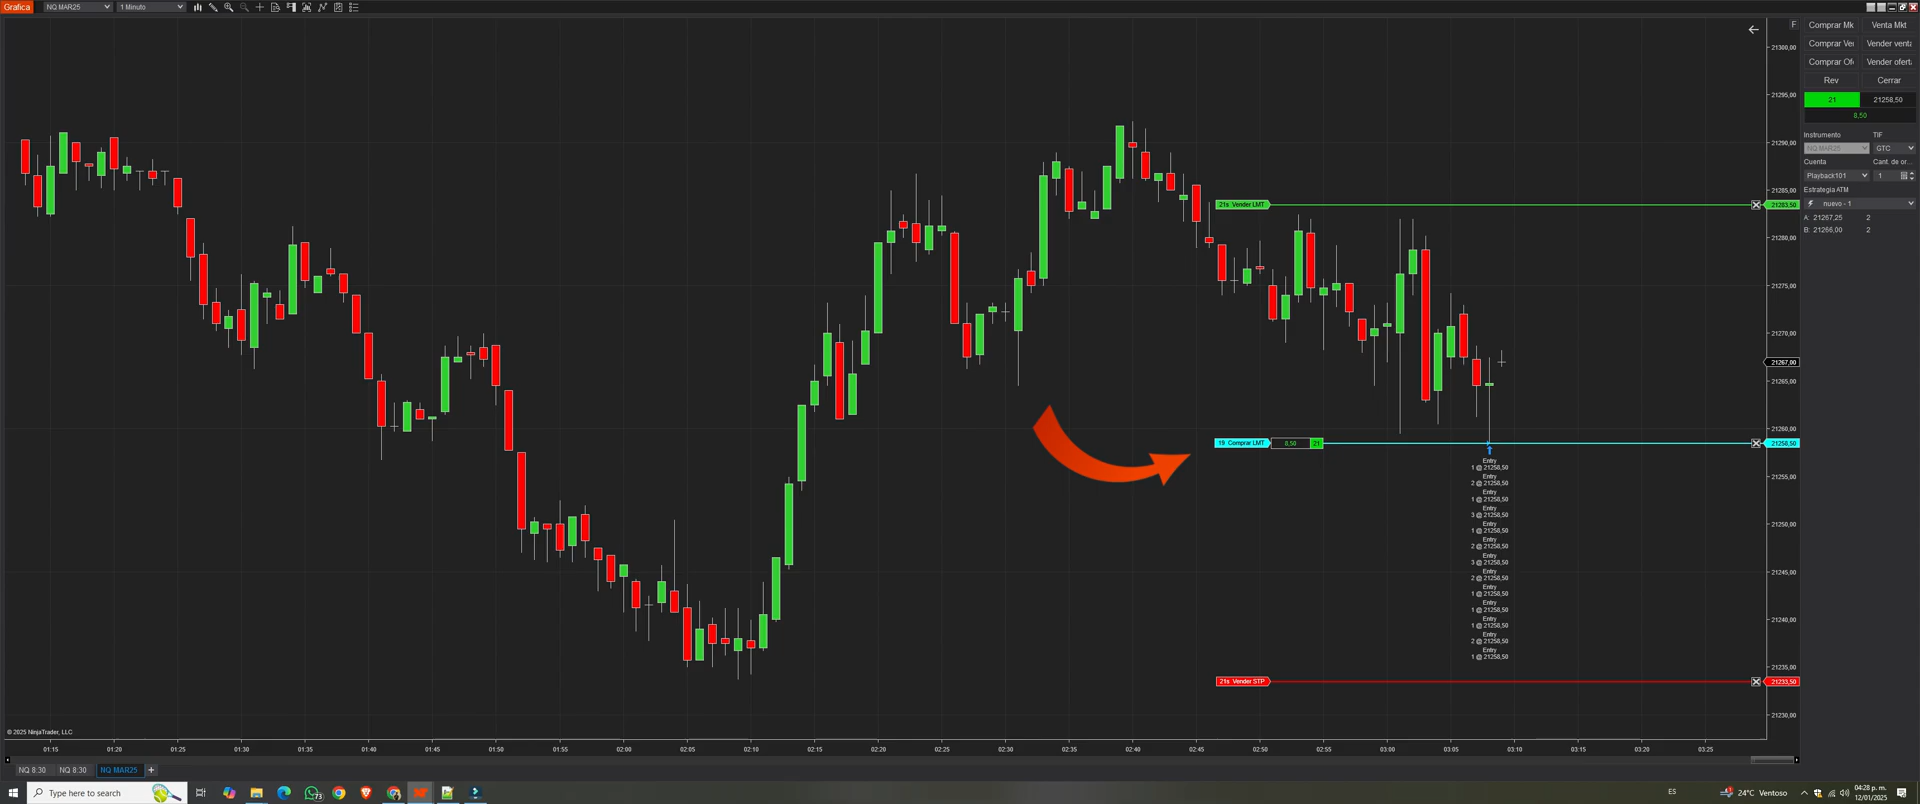 Grafica
NQ MAR25
1 Minuto
F
21300,00
21295,00
21290,00
21285,00
21280,00
21275,00
21270,00
21265,00
21260,00
21255,00
21250,00
21245,00
21240,00
21235,00
21230,00
21283,50
21267,00
21258,50
21233,50
21s Vender LMT
19 Comprar LMT
8,50
21
21s Vender STP
Entry
1 @ 21258,50
Entry
2 @ 21258,50
Entry
1 @ 21258,50
Entry
3 @ 21258,50
Entry
1 @ 21258,50
Entry
2 @ 21258,50
Entry
3 @ 21258,50
Entry
2 @ 21258,50
Entry
1 @ 21258,50
Entry
1 @ 21258,50
Entry
1 @ 21258,50
Entry
2 @ 21258,50
Entry
1 @ 21258,50
© 2025 NinjaTrader, LLC
01:15 01:20 01:25 01:30 01:35 01:40 01:45 01:50 01:55 02:00 02:05 02:10 02:15 02:20 02:25 02:30 02:35 02:40 02:45 02:50 02:55 03:00 03:05 03:10 03:15 03:20 03:25
NQ 8:30 NQ 8:30 NQ MAR25 +
Comprar Mk Venta Mkt
Comprar Ver Vender venta
Comprar Ofe Vender oferta
Rev Cerrar
21 21258,50
8,50
Instrumento TIF
NQ MAR25 GTC
Cuenta Cant. de or...
Playback101 1
Estrategia ATM
nuevo - 1
A: 21267,25 2
B: 21266,00 2
Type here to search
73
ES
24°C Ventoso
04:28 p. m.
12/01/2025